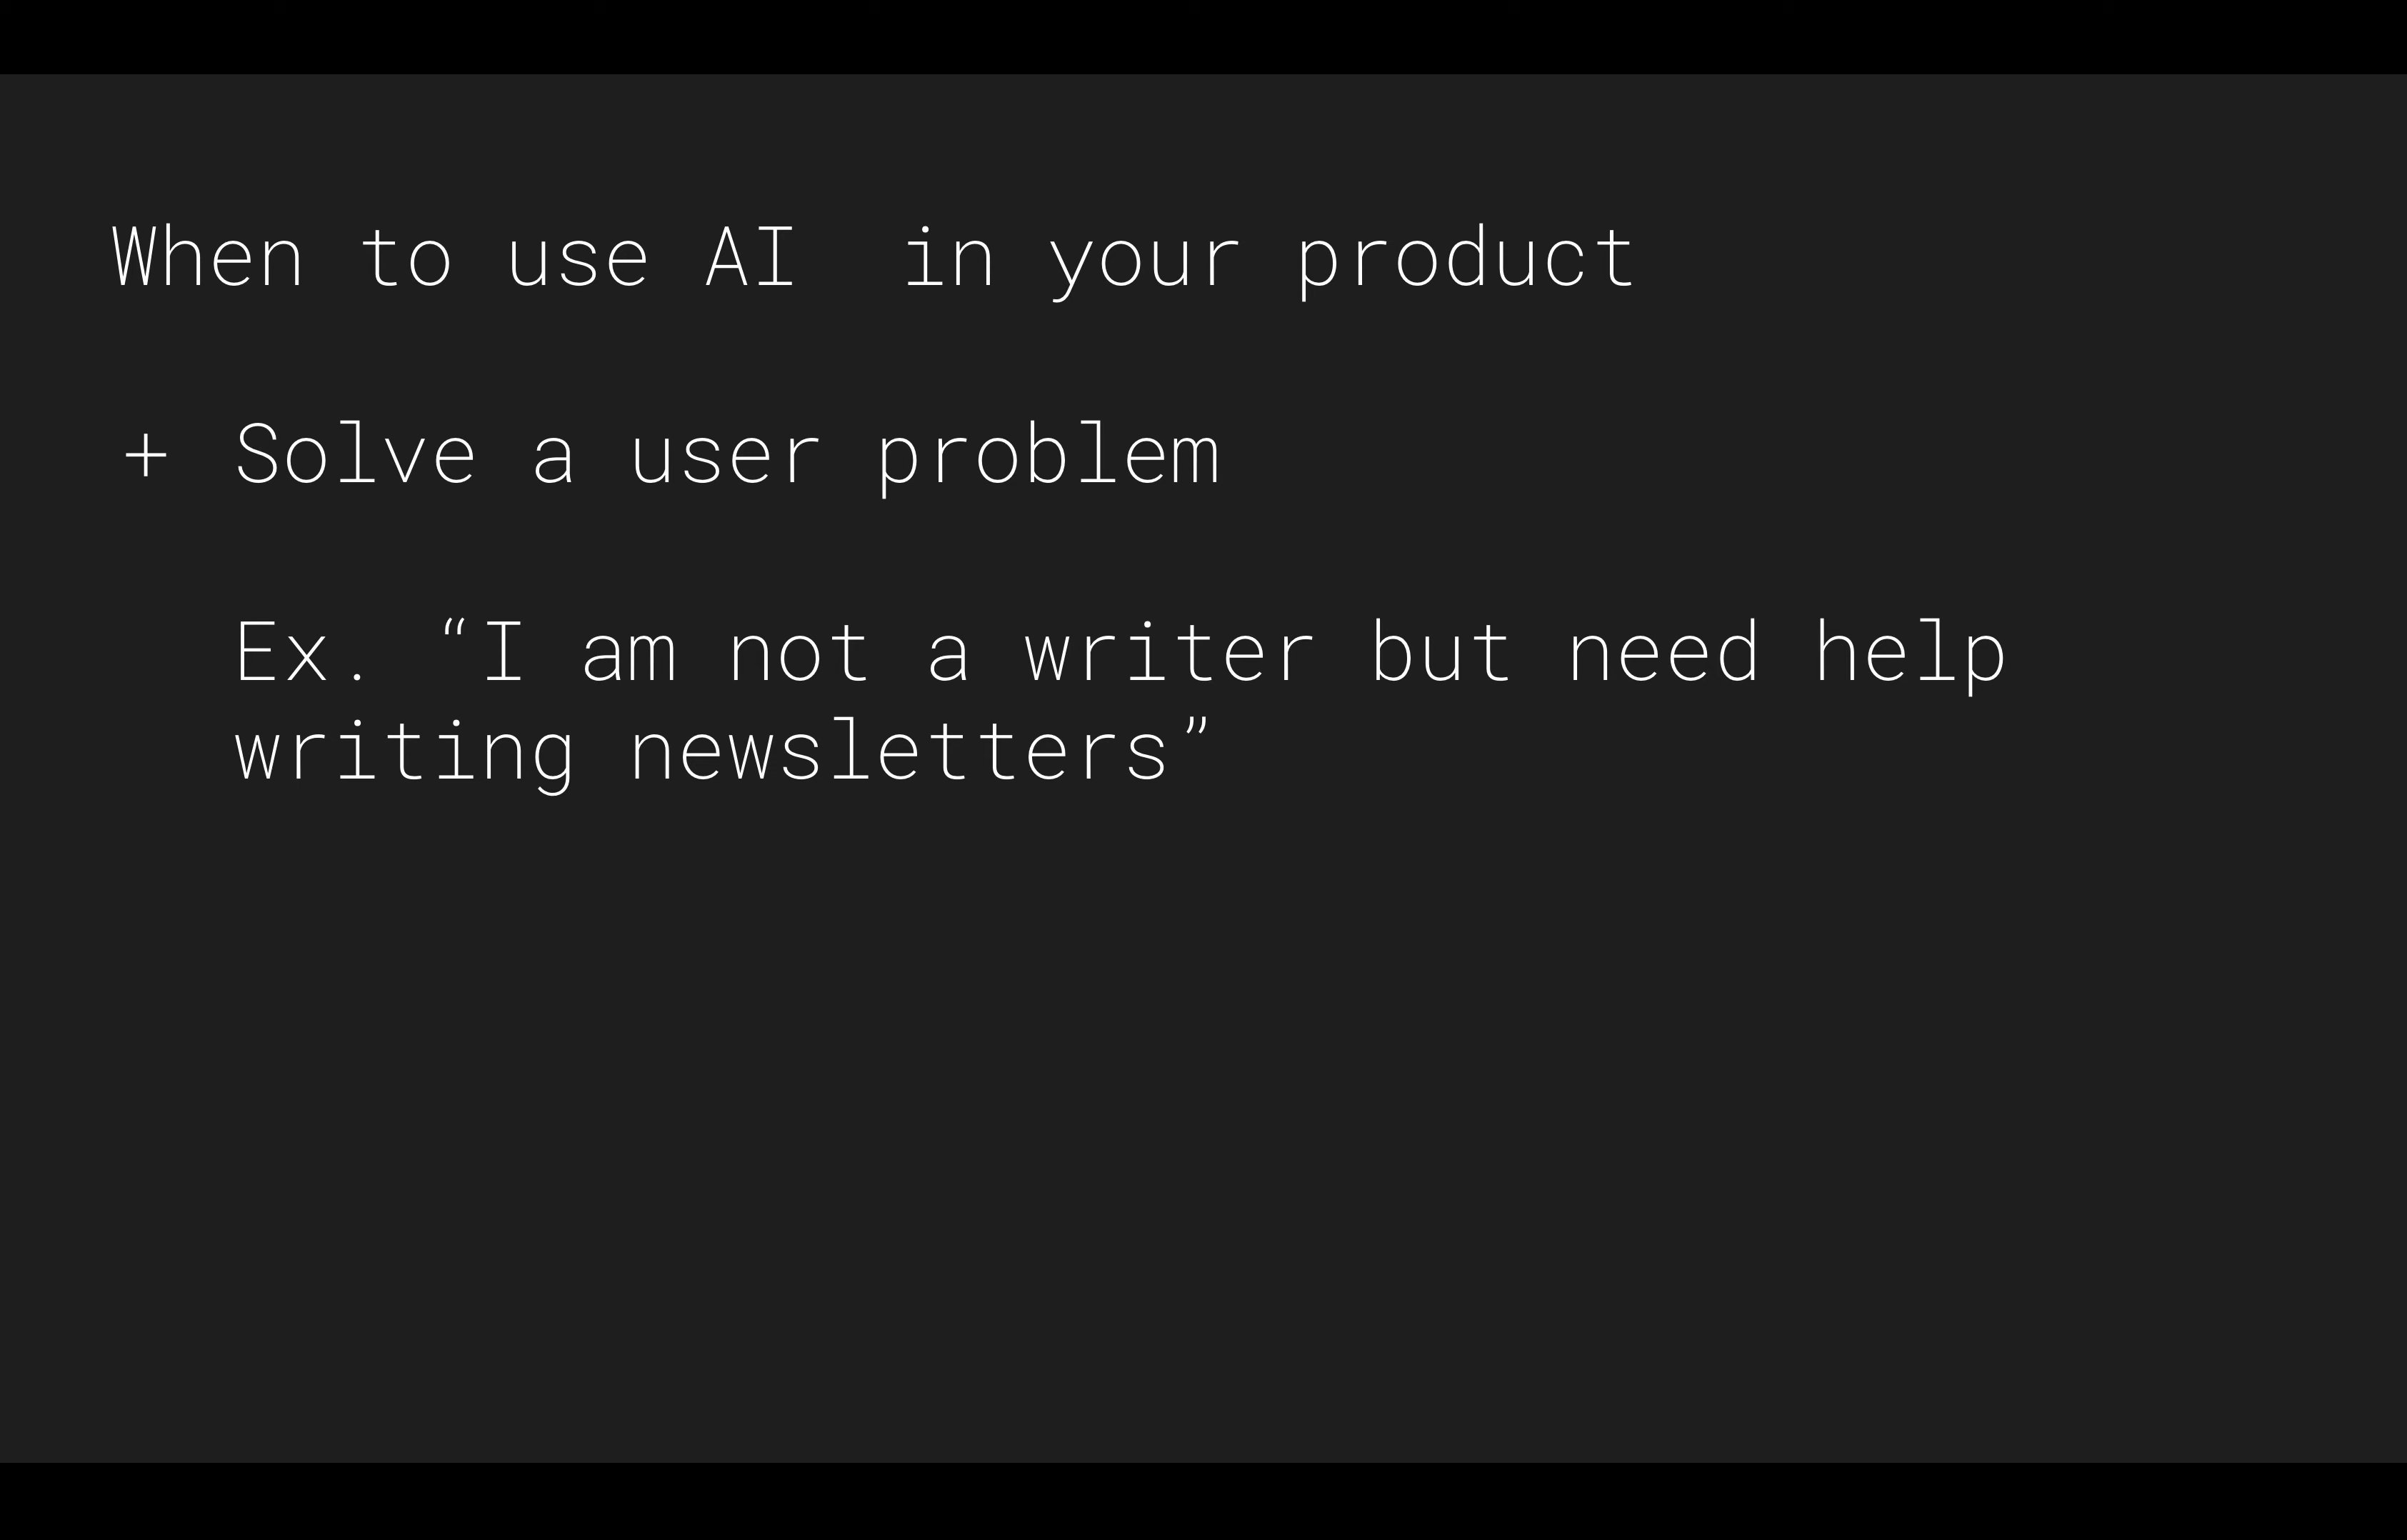 When to use AI  in your product
+ Solve a user problem
Ex. “I am not a writer but need help
writing newsletters”